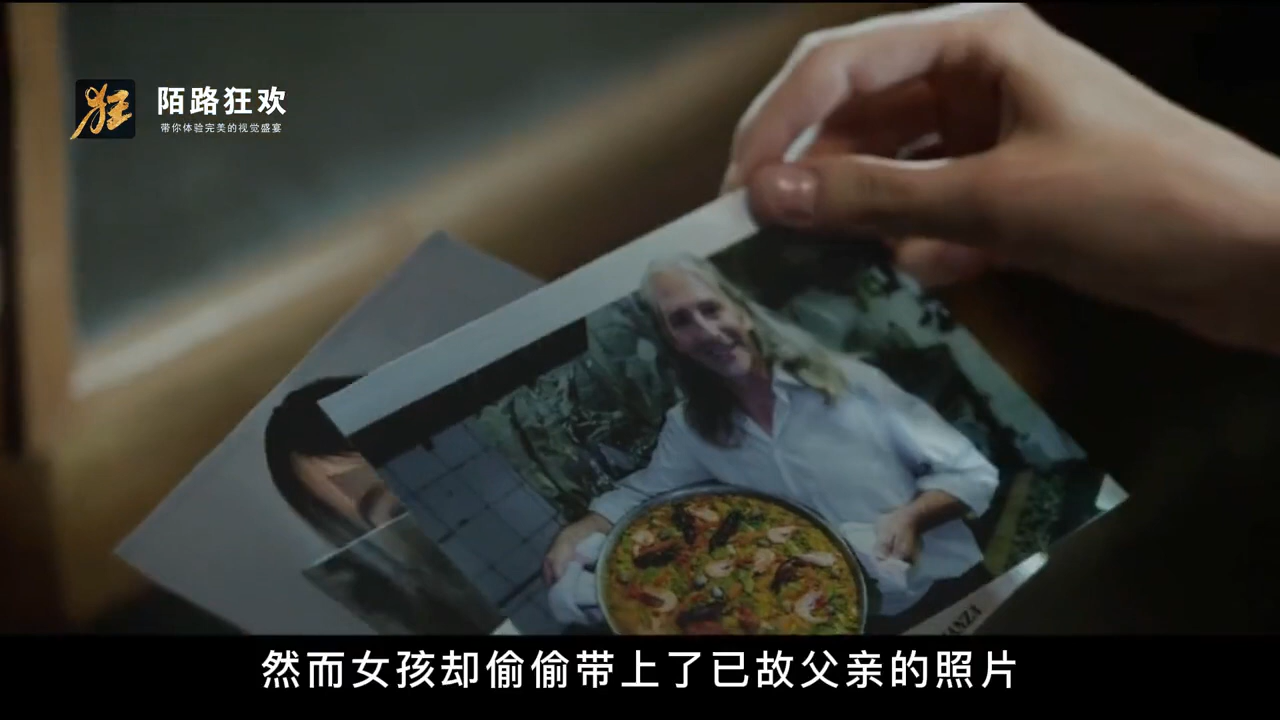 狂
陌路狂欢
带你体验完美的视觉盛宴
然而女孩却偷偷带上了已故父亲的照片